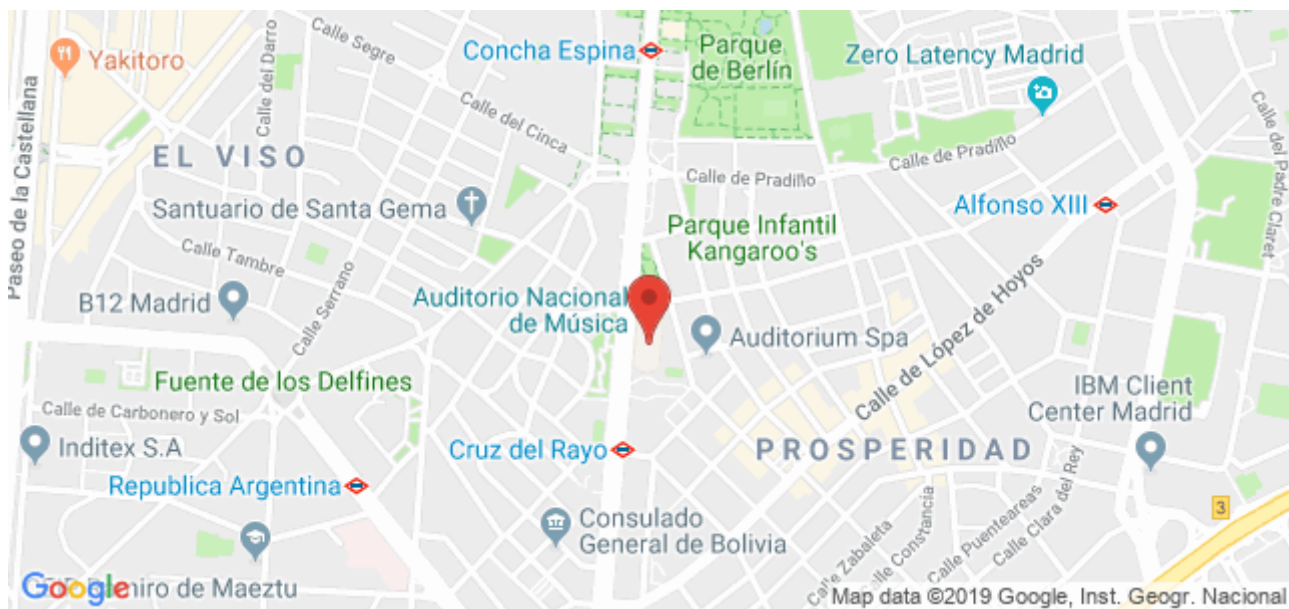 Calle Segre
Concha Espina
Parque
de Berlín
Zero Latency Madrid
Yakitoro
Calle del Darro
Calle del Cinca
Calle de Pradillo
EL VISO
Calle de Pradillo
Calle del Padre Claret
Santuario de Santa Gema
Alfonso XIII
Parque Infantil
Kangaroo's
Paseo de la Castellana
Calle Tambre
Calle Serrano
B12 Madrid
Auditorio Nacional
de Música
Auditorium Spa
Calle de López de Hoyos
Fuente de los Delfines
IBM Client
Center Madrid
Calle de Carbonero y Sol
Inditex S.A
Cruz del Rayo
PROSPERIDAD
Republica Argentina
Calle Clara del Rey
3
Consulado
General de Bolivia
Calle Zabaleta
Calle Constancia
Calle Puenteareas
Google
miro de Maeztu
Map data ©2019 Google, Inst. Geogr. Nacional